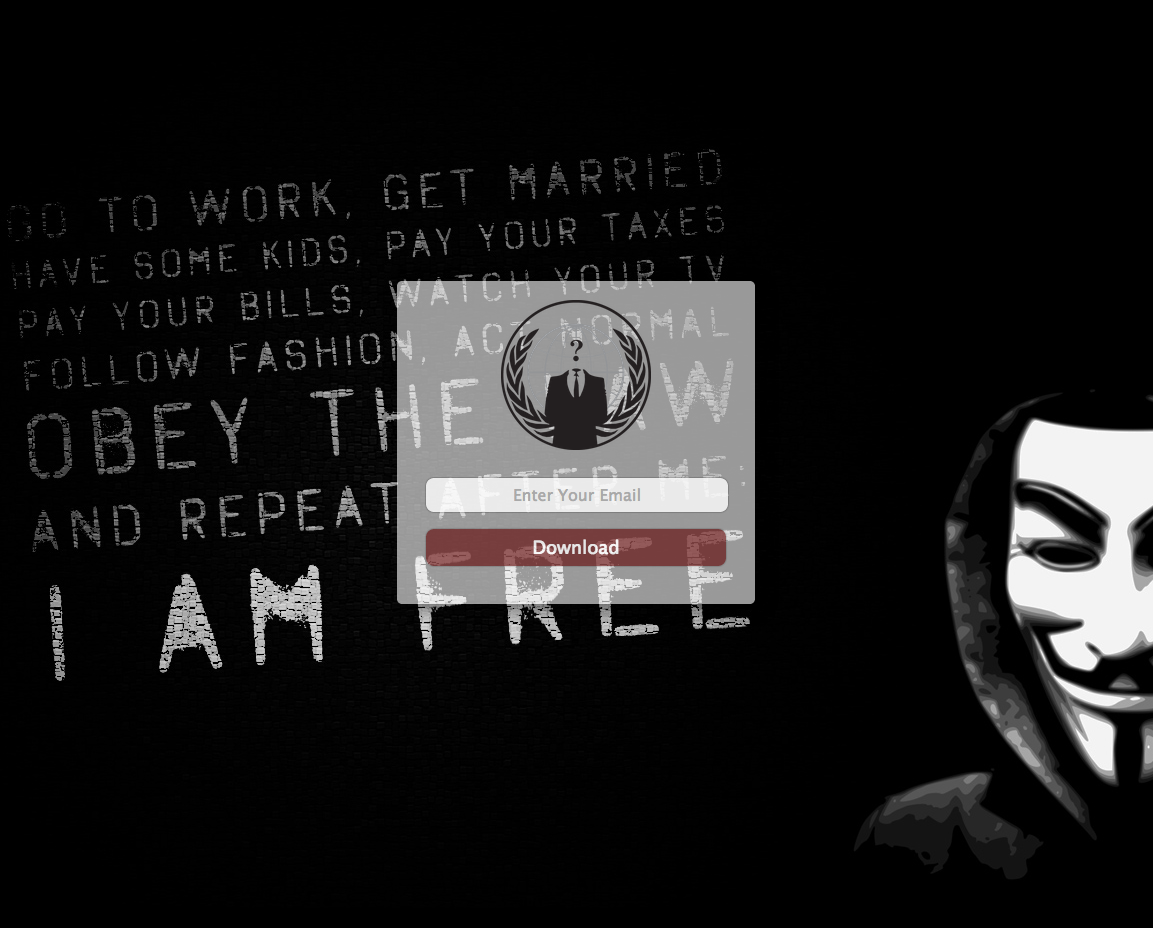 GO TO WORK, GET MARRIED
HAVE SOME KIDS, PAY YOUR TAXES
PAY YOUR BILLS, WATCH YOUR TV
FOLLOW FASHION, ACT NORMAL
OBEY THE LAW
AND REPEAT AFTER ME:
I AM FREE
?
Enter Your Email
Download